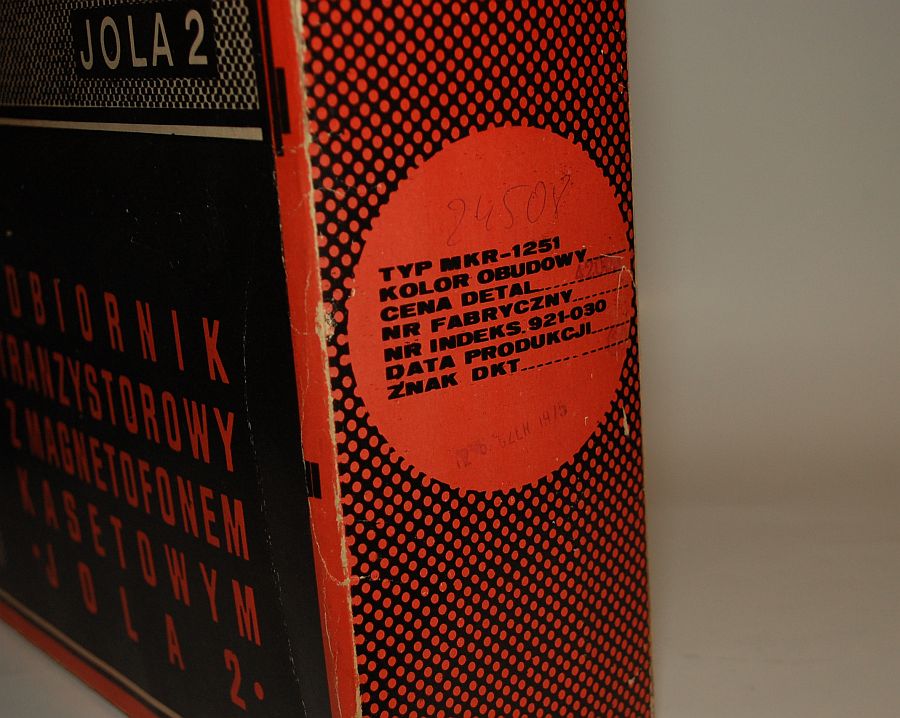 JOLA 2
ODBIORNIK
TRANZYSTOROWY
Z MAGNETOFONEM
KASETOWYM
·JOLA 2·
24508
TYP MKR-1251
KOLOR OBUDOWY
CENA DETAL
NR FABRYCZNY
NR INDEKS. 921-030
DATA PRODUKCJI
ZNAK DKT